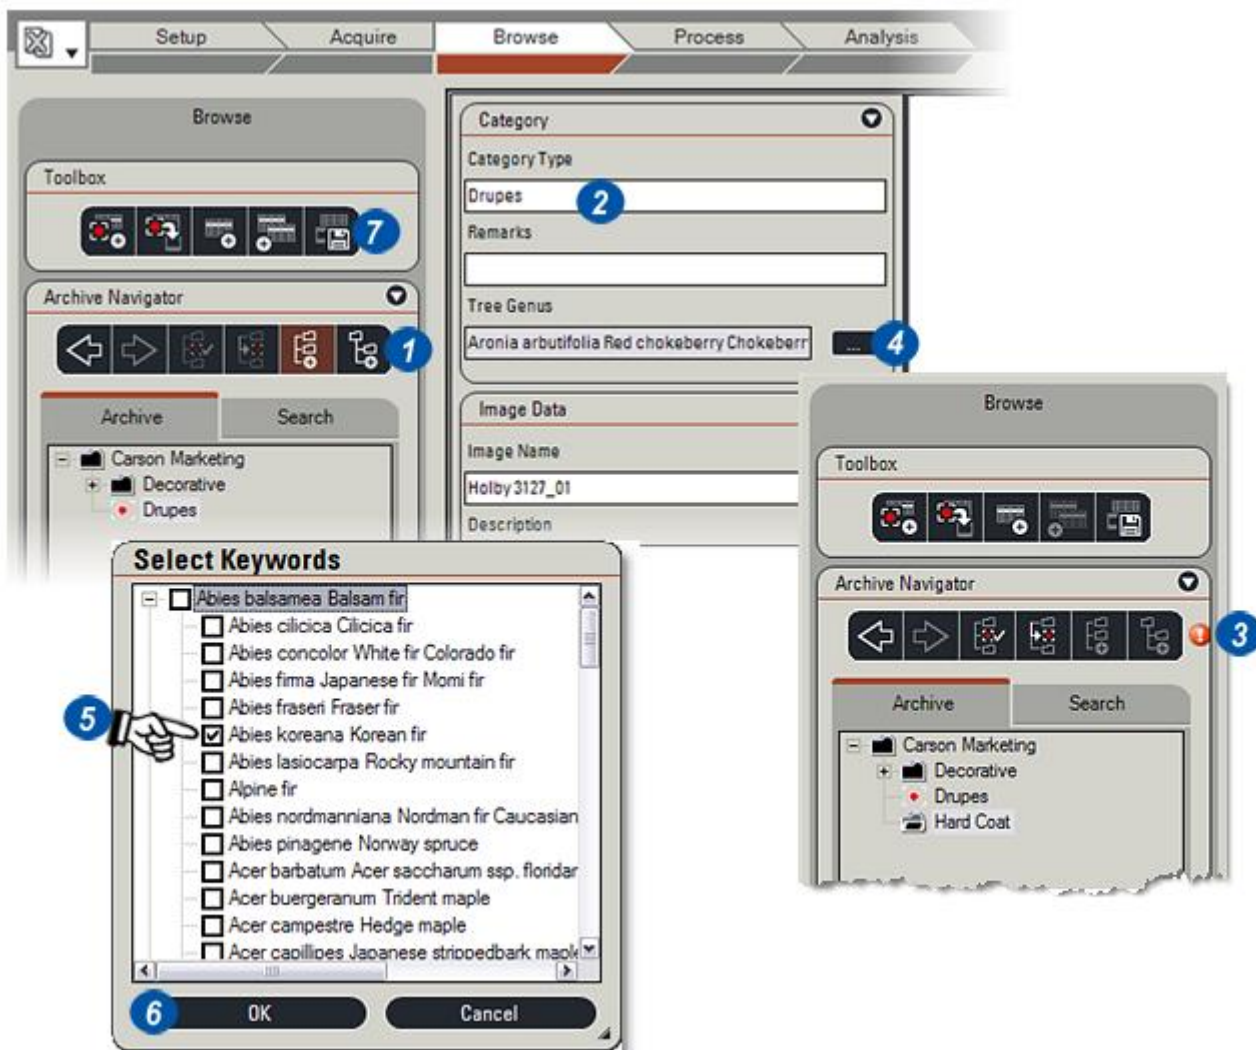 Setup
Acquire
Browse
Process
Analysis
Browse
Toolbox
7
Archive Navigator
1
Archive
Search
Carson Marketing
Decorative
Drupes
Category
Category Type
Drupes
2
Remarks
Tree Genus
Aronia arbutifolia Red chokeberry Chokeberr
...
4
Image Data
Image Name
Holby 3127_01
Description
Browse
Toolbox
Archive Navigator
3
Archive
Search
Carson Marketing
Decorative
Drupes
Hard Coat
Select Keywords
Abies balsamea Balsam fir
Abies cilicica Cilicica fir
Abies concolor White fir Colorado fir
Abies firma Japanese fir Momi fir
Abies fraseri Fraser fir
5
Abies koreana Korean fir
Abies lasiocarpa Rocky mountain fir
Alpine fir
Abies nordmanniana Nordman fir Caucasian
Abies pinagene Norway spruce
Acer barbatum Acer saccharum ssp. floridar
Acer buergeranum Trident maple
Acer campestre Hedge maple
Acer capillipes Japanese strippedbark maple
6
OK
Cancel